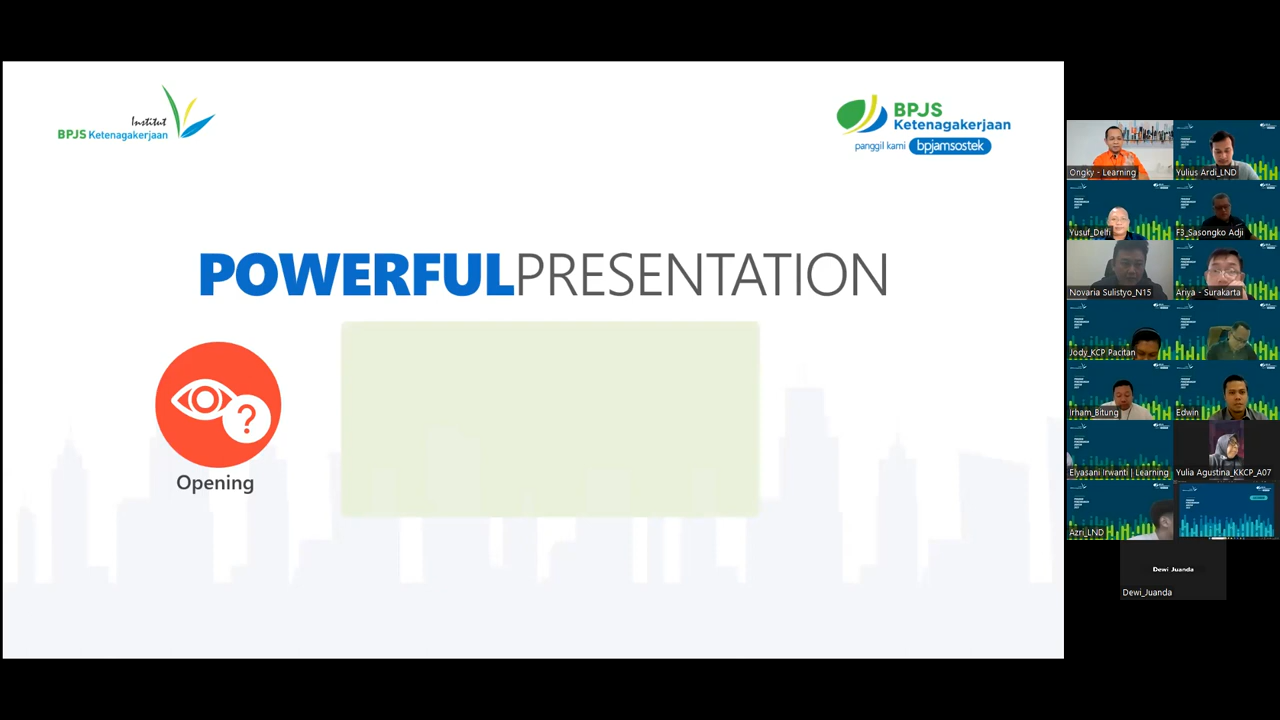 Institut
BPJS Ketenagakerjaan
BPJS
Ketenagakerjaan
panggil kami bpjamsostek
POWERFULPRESENTATION
?
Opening
Ongky - Learning
Yulius Ardi_LND
Yusuf_Delfi
F3_Sasongko Adji
Novaria Sulistyo_N15
Ariya - Surakarta
Jody_KCP Pacitan
Irham_Bitung
Edwin
Elyasani Irwanti | Learning
Yulia Agustina_KKCP_A07
Azri_LND
Dewi Juanda
Dewi_Juanda